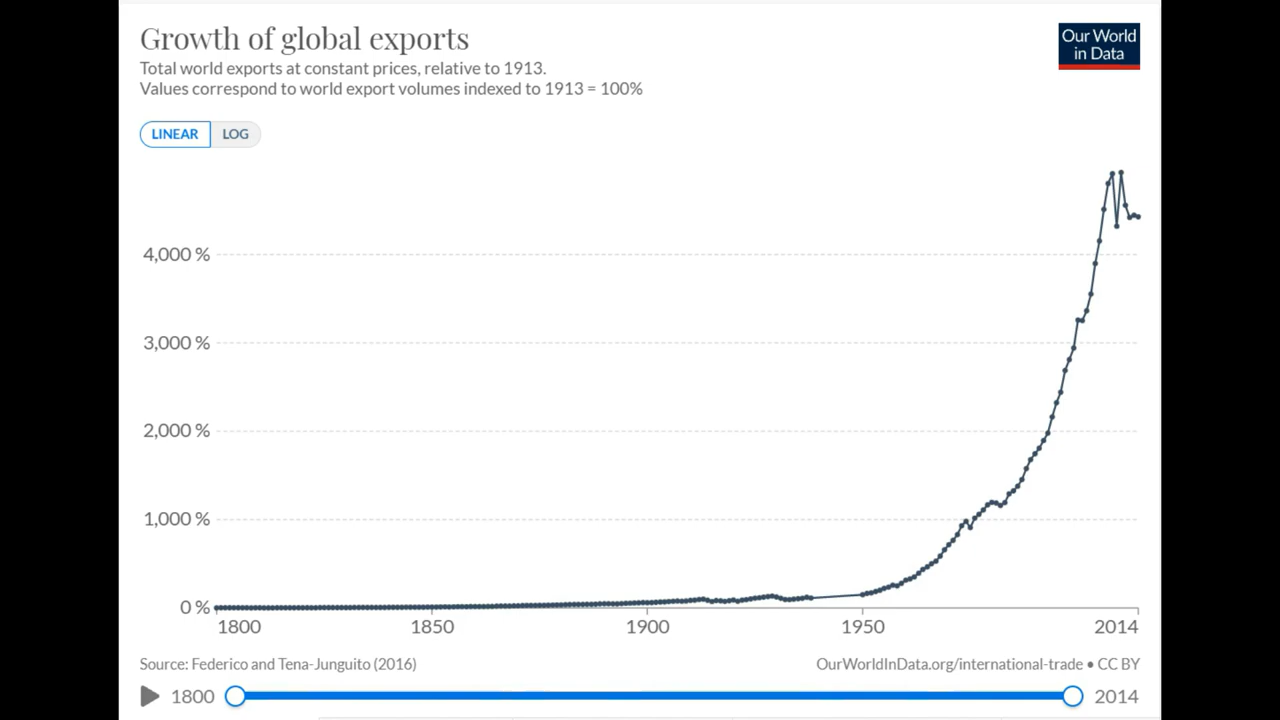 Growth of global exports
Our World
in Data
Total world exports at constant prices, relative to 1913.
Values correspond to world export volumes indexed to 1913 = 100%
LINEAR LOG
4,000 %
3,000 %
2,000 %
1,000 %
0 %
1800 1850 1900 1950 2014
Source: Federico and Tena-Junguito (2016) OurWorldInData.org/international-trade • CC BY
1800 2014